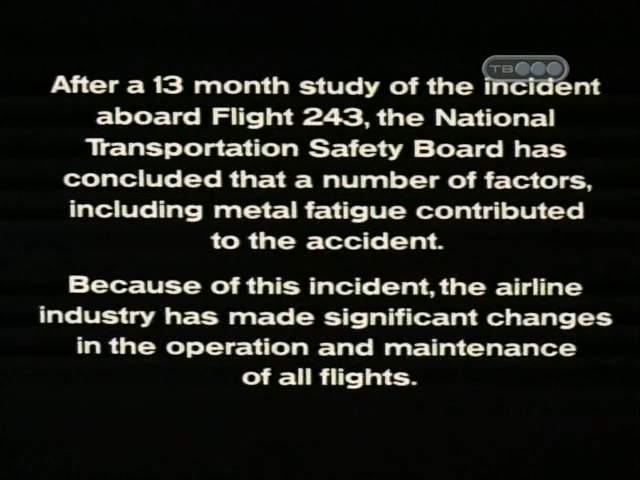 TB
After a 13 month study of the incident
aboard Flight 243, the National
Transportation Safety Board has
concluded that a number of factors,
including metal fatigue contributed
to the accident.
Because of this incident, the airline
industry has made significant changes
in the operation and maintenance
of all flights.